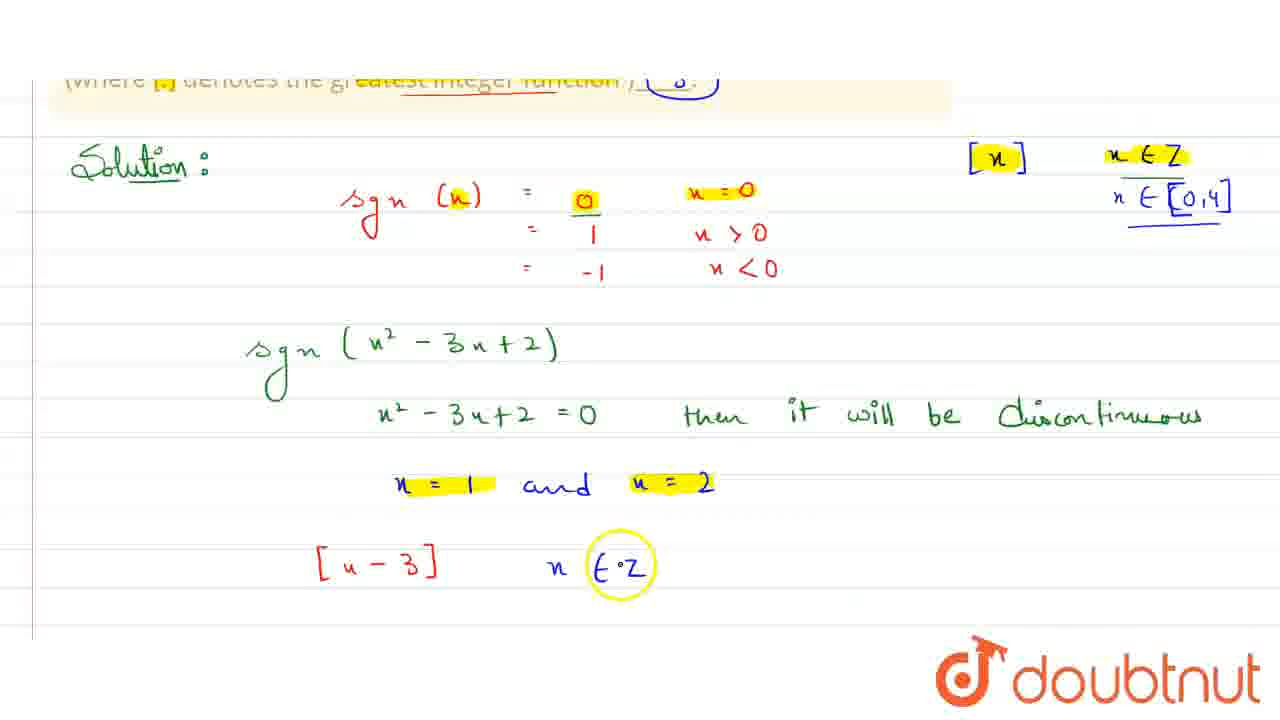 (where [.] denotes the greatest integer function )
Solution :
[x] x ∈ Z
x ∈ [0,4]
sgn (x) = 0 x = 0
= 1 x > 0
= -1 x < 0
sgn (x² - 3x + 2)
x² - 3x + 2 = 0 then it will be discontinuous
x = 1 and x = 2
[x - 3] x ∈ Z
doubtnut